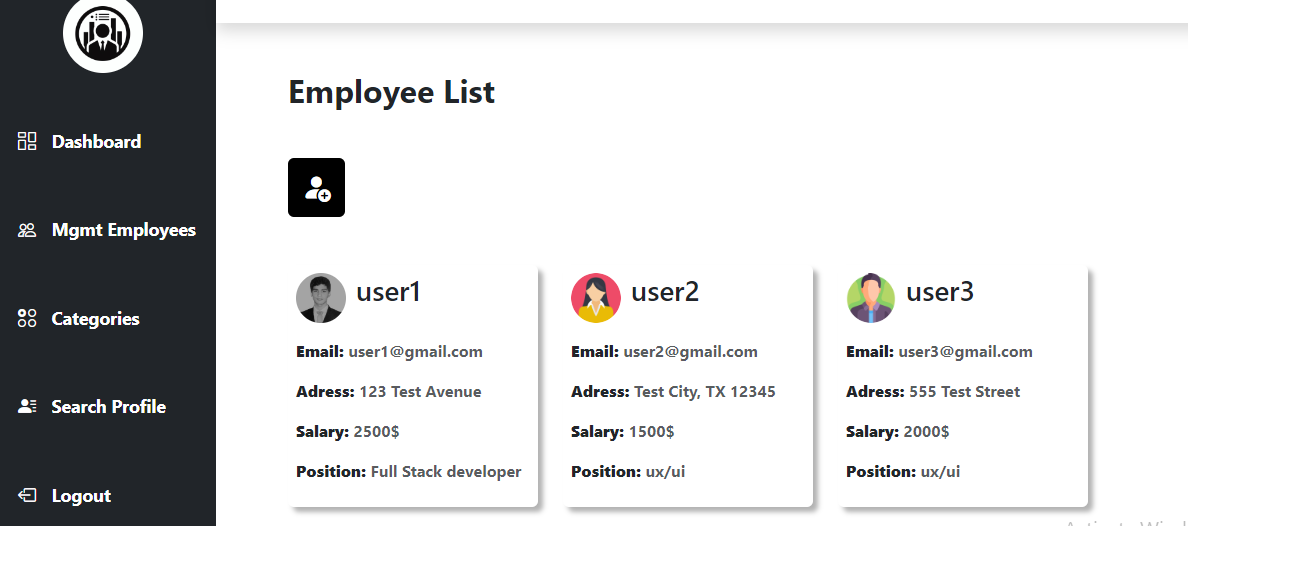 Dashboard
Mgmt Employees
Categories
Search Profile
Logout
Employee List
user1
Email: user1@gmail.com
Adress: 123 Test Avenue
Salary: 2500$
Position: Full Stack developer
user2
Email: user2@gmail.com
Adress: Test City, TX 12345
Salary: 1500$
Position: ux/ui
user3
Email: user3@gmail.com
Adress: 555 Test Street
Salary: 2000$
Position: ux/ui